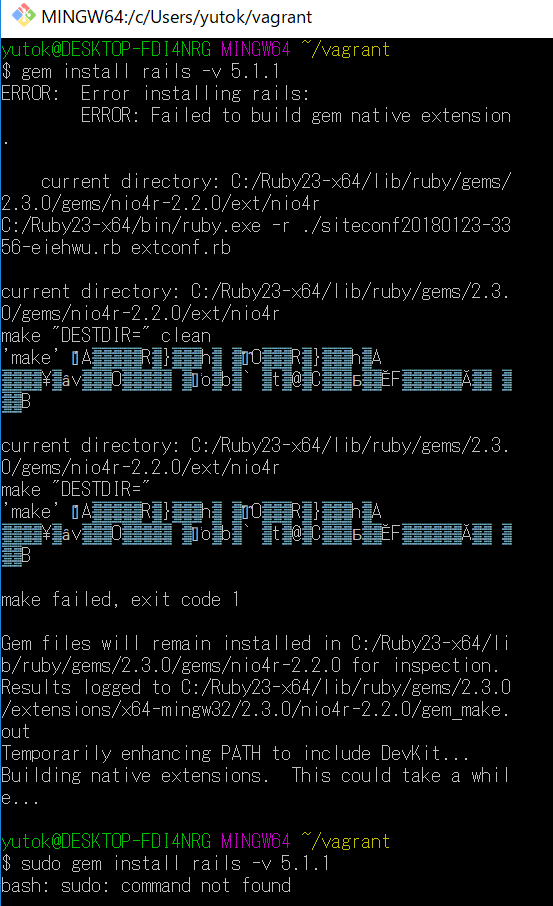 MINGW64:/c/Users/yutok/vagrant
yutok@DESKTOP-FDI4NRG MINGW64 ~/vagrant
$ gem install rails -v 5.1.1
ERROR:  Error installing rails:
        ERROR: Failed to build gem native extension
.
    current directory: C:/Ruby23-x64/lib/ruby/gems/
2.3.0/gems/nio4r-2.2.0/ext/nio4r
C:/Ruby23-x64/bin/ruby.exe -r ./siteconf20180123-33
56-eiehwu.rb extconf.rb
current directory: C:/Ruby23-x64/lib/ruby/gems/2.3.
0/gems/nio4r-2.2.0/ext/nio4r
make "DESTDIR=" clean
'make'
current directory: C:/Ruby23-x64/lib/ruby/gems/2.3.
0/gems/nio4r-2.2.0/ext/nio4r
make "DESTDIR="
'make'
make failed, exit code 1
Gem files will remain installed in C:/Ruby23-x64/li
b/ruby/gems/2.3.0/gems/nio4r-2.2.0 for inspection.
Results logged to C:/Ruby23-x64/lib/ruby/gems/2.3.0
/extensions/x64-mingw32/2.3.0/nio4r-2.2.0/gem_make.
out
Temporarily enhancing PATH to include DevKit...
Building native extensions.  This could take a whil
e...
yutok@DESKTOP-FDI4NRG MINGW64 ~/vagrant
$ sudo gem install rails -v 5.1.1
bash: sudo: command not found